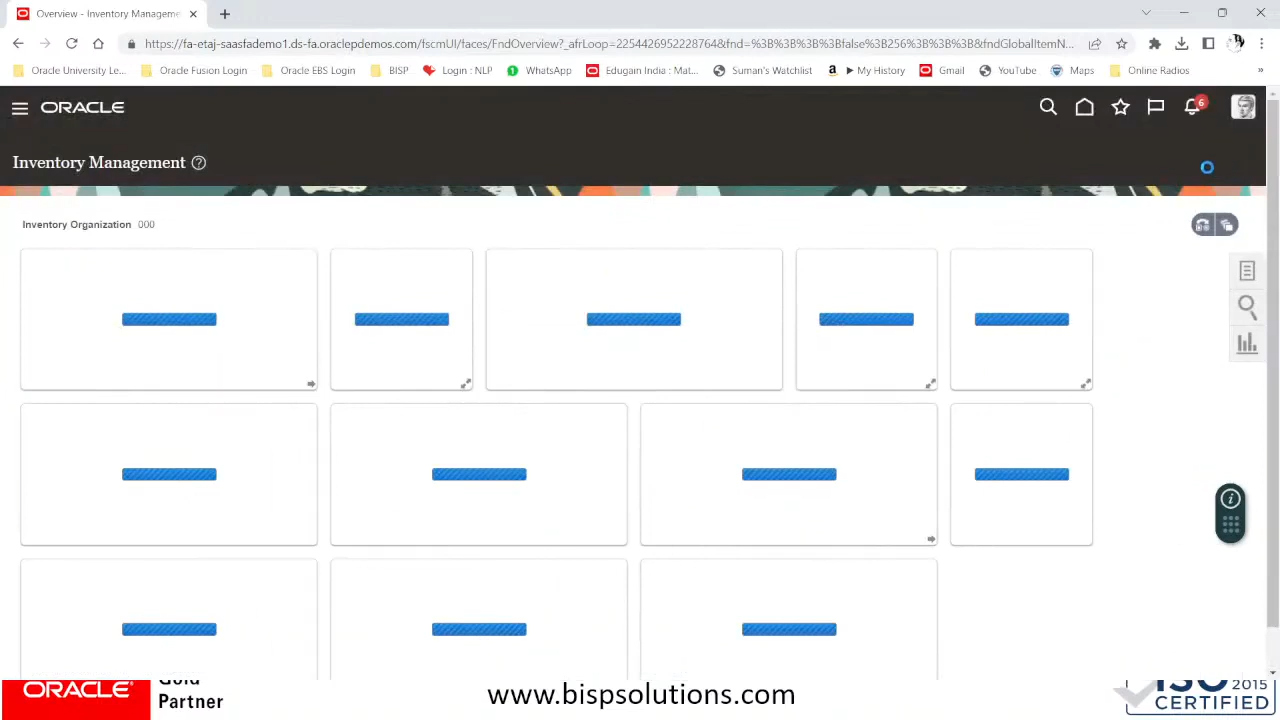 Overview - Inventory Manageme
https://fa-etaj-saasfademo1.ds-fa.oraclepdemos.com/fscmUI/faces/FndOverview?_afrLoop=2254426952228764&fnd=%3B%3B%3B%3Bfalse%3B256%3B%3B%3B&fndGlobalItemN...
Oracle University Le... Oracle Fusion Login Oracle EBS Login BISP Login : NLP WhatsApp Edugain India : Mat... Suman's Watchlist ▶ My History Gmail YouTube Maps Online Radios »
ORACLE 6
Inventory Management
Inventory Organization 000
ORACLE
Gold
Partner
www.bispsolutions.com
ISO 2015
CERTIFIED